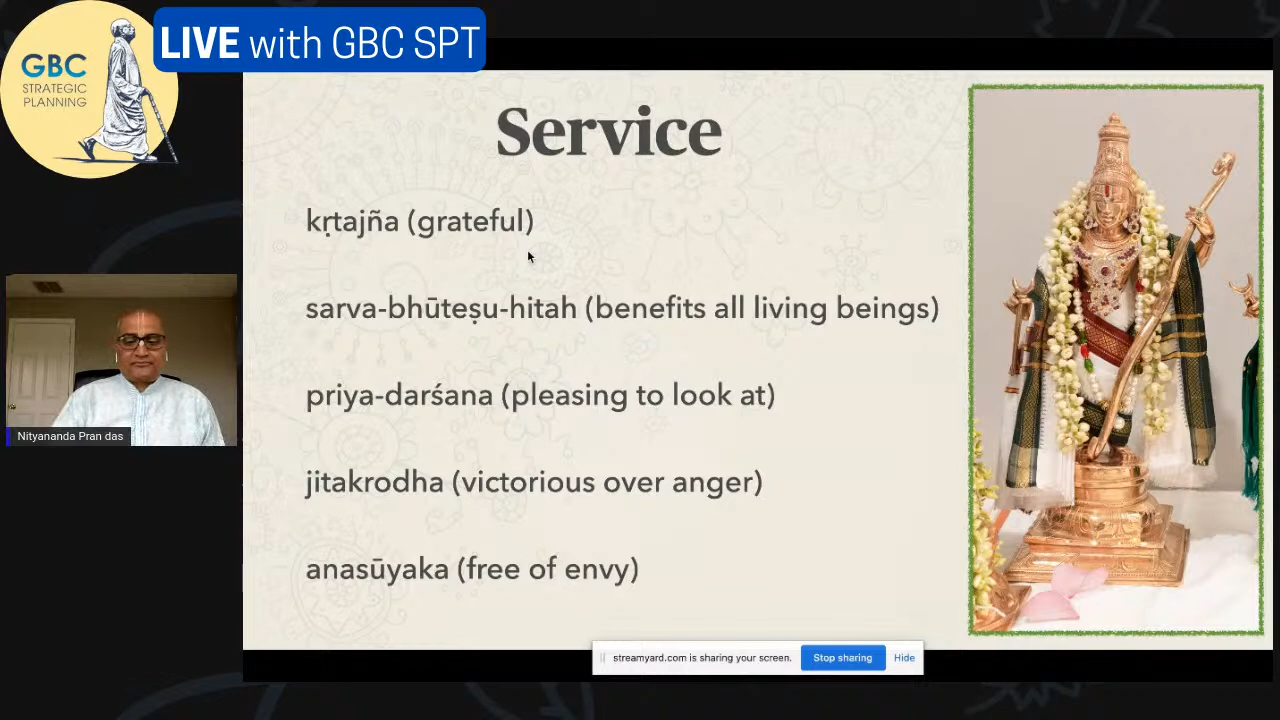 LIVE with GBC SPT
GBC
STRATEGIC
PLANNING
Service
kṛtajña (grateful)
sarva-bhūteṣu-hitah (benefits all living beings)
priya-darśana (pleasing to look at)
jitakrodha (victorious over anger)
anasūyaka (free of envy)
Nityananda Pran das
streamyard.com is sharing your screen. Stop sharing Hide